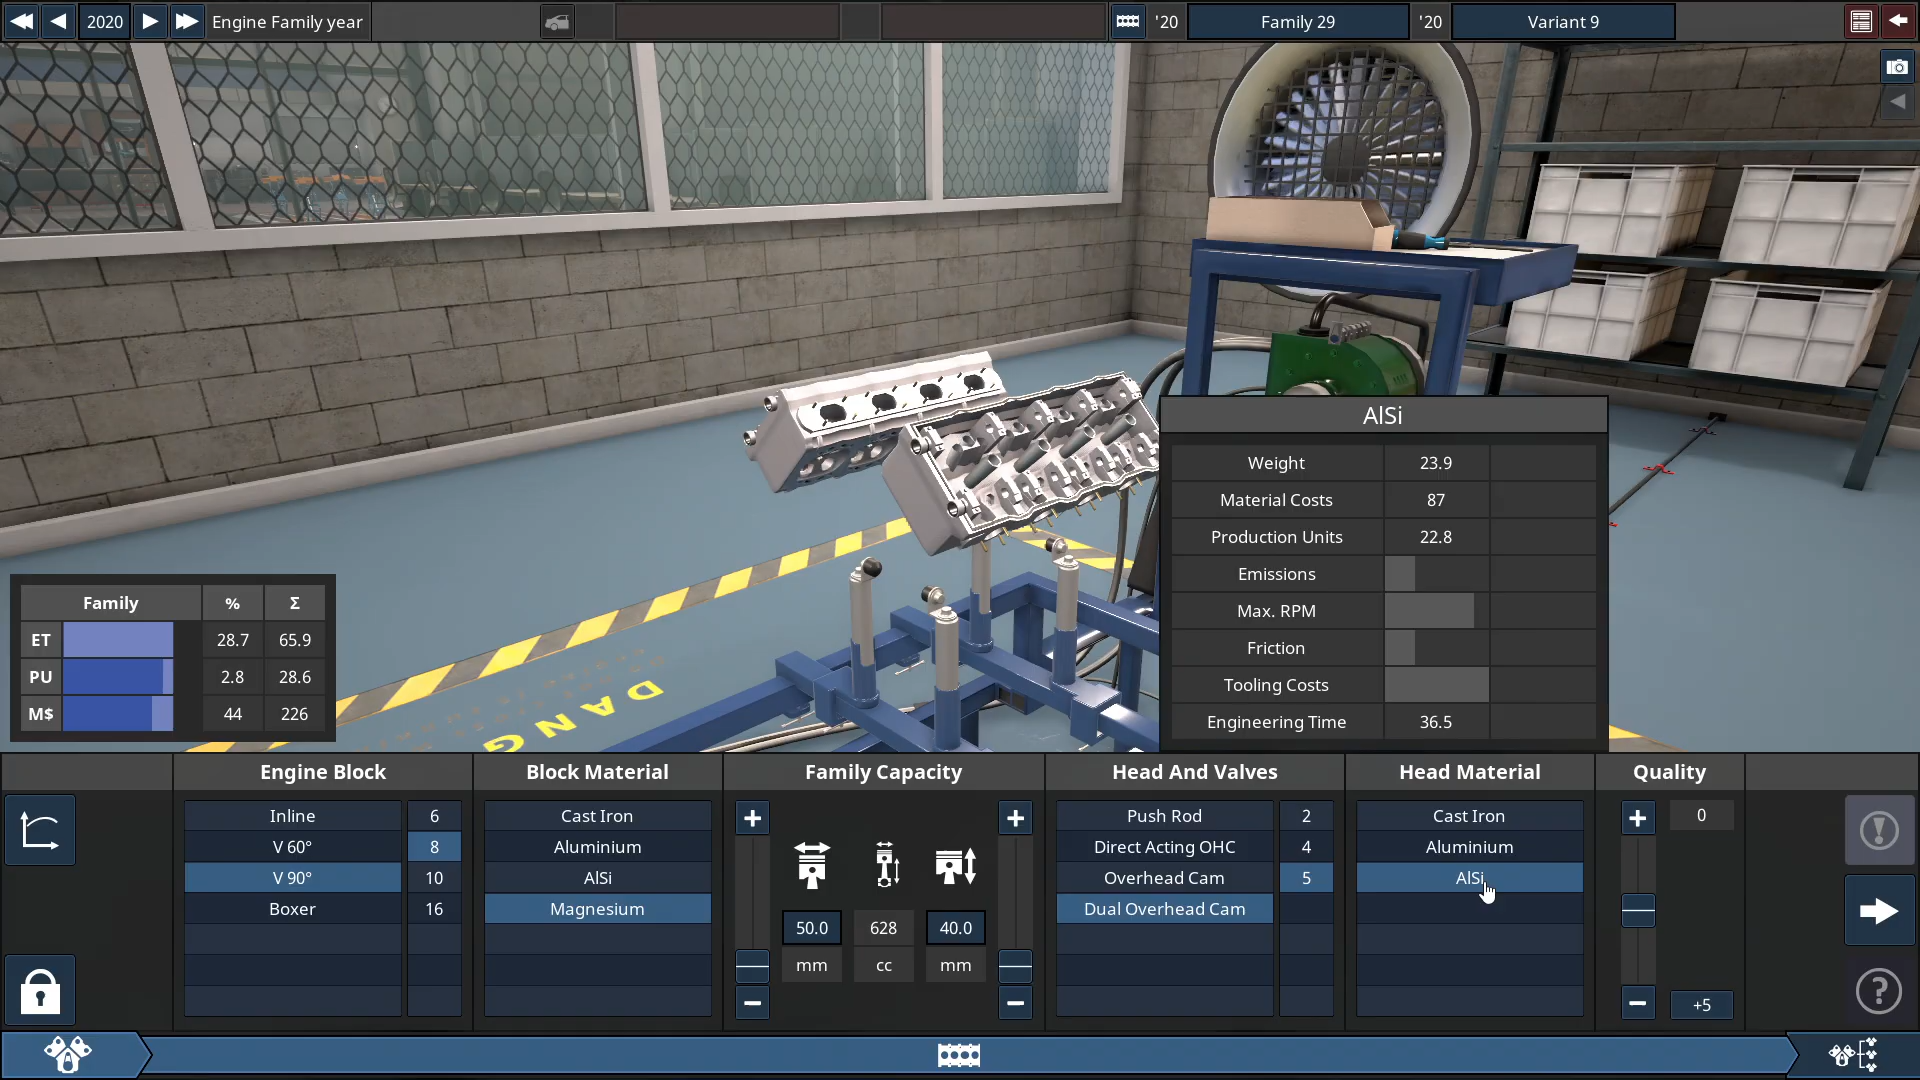 2020 Engine Family year '20 Family 29 '20 Variant 9
DANG
AlSi
Weight 23.9
Material Costs 87
Production Units 22.8
Emissions
Max. RPM
Friction
Tooling Costs
Engineering Time 36.5
Family % Σ
ET 28.7 65.9
PU 2.8 28.6
M$ 44 226
Engine Block
Inline 6
V 60° 8
V 90° 10
Boxer 16
Block Material
Cast Iron
Aluminium
AlSi
Magnesium
Family Capacity
50.0 628 40.0
mm cc mm
Head And Valves
Push Rod 2
Direct Acting OHC 4
Overhead Cam 5
Dual Overhead Cam
Head Material
Cast Iron
Aluminium
AlSi
Quality
0
+5